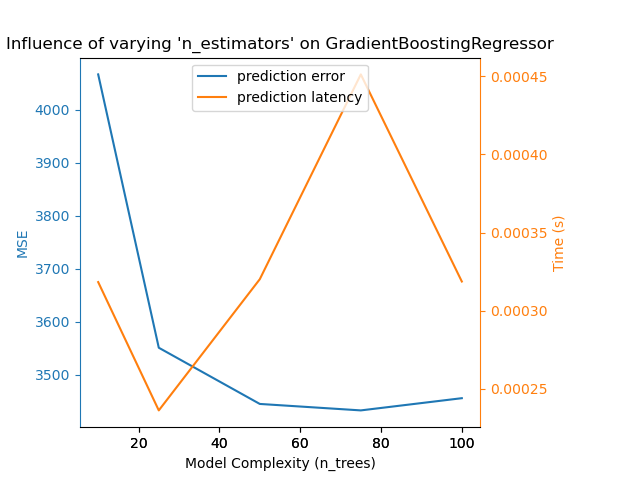 Influence of varying 'n_estimators' on GradientBoostingRegressor
prediction error
prediction latency
4000
3900
3800
3700
3600
3500
MSE
0.00045
0.00040
0.00035
0.00030
0.00025
Time (s)
20 40 60 80 100
Model Complexity (n_trees)